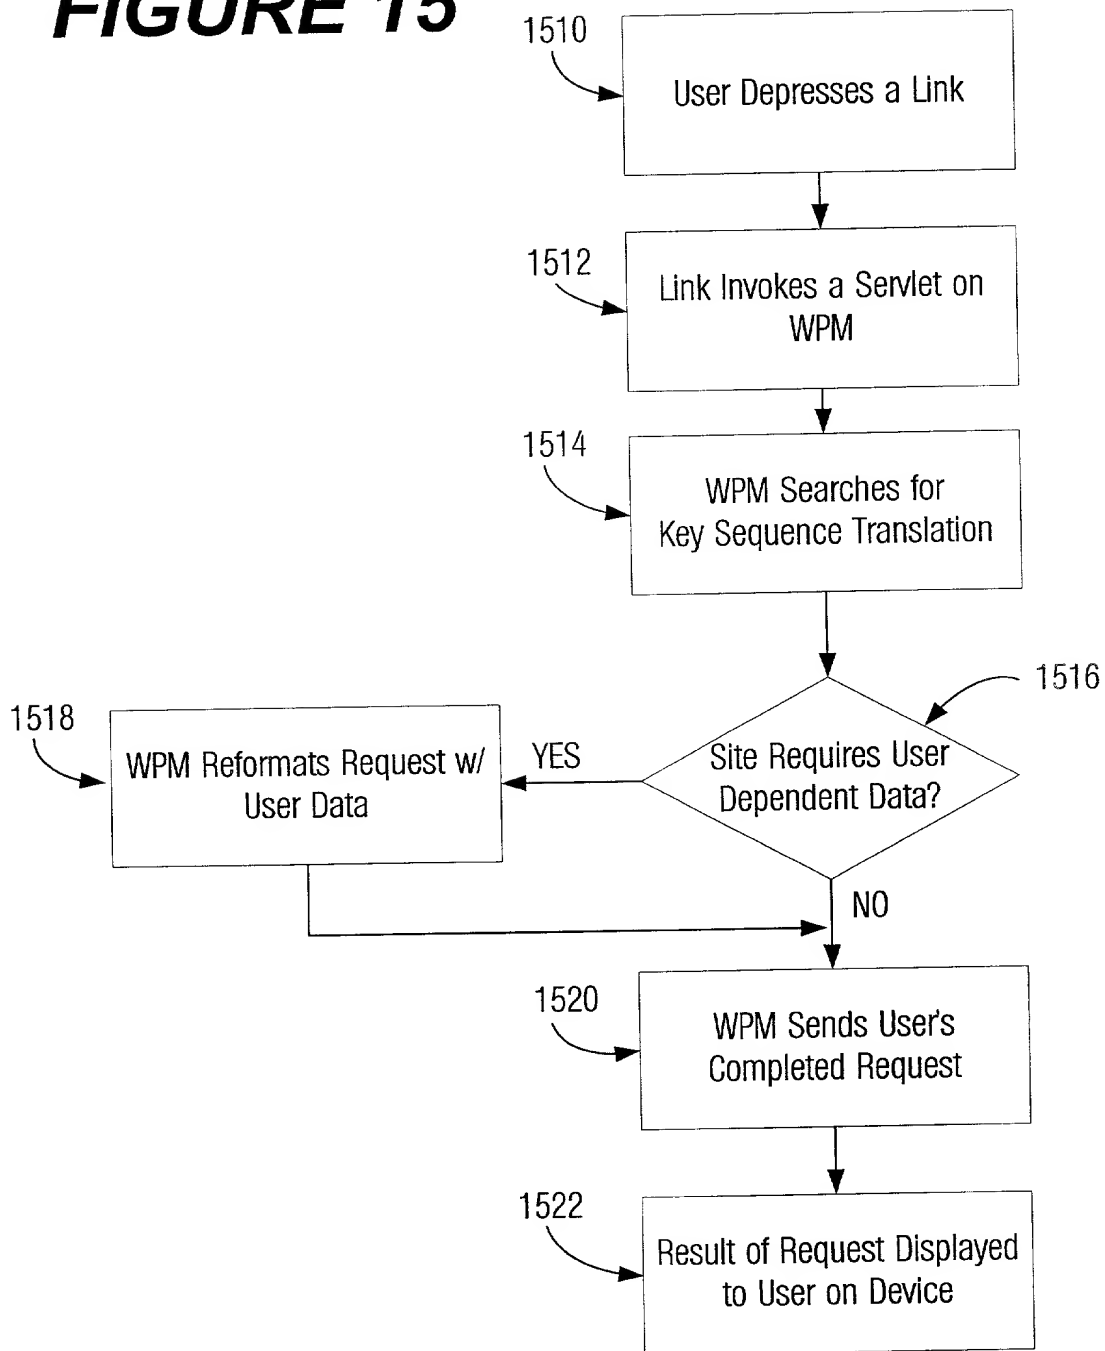 FIGURE 15
1510
User Depresses a Link
1512
Link Invokes a Servlet on
WPM
1514
WPM Searches for
Key Sequence Translation
1516
Site Requires User
Dependent Data?
YES
1518
WPM Reformats Request w/
User Data
NO
1520
WPM Sends User's
Completed Request
1522
Result of Request Displayed
to User on Device